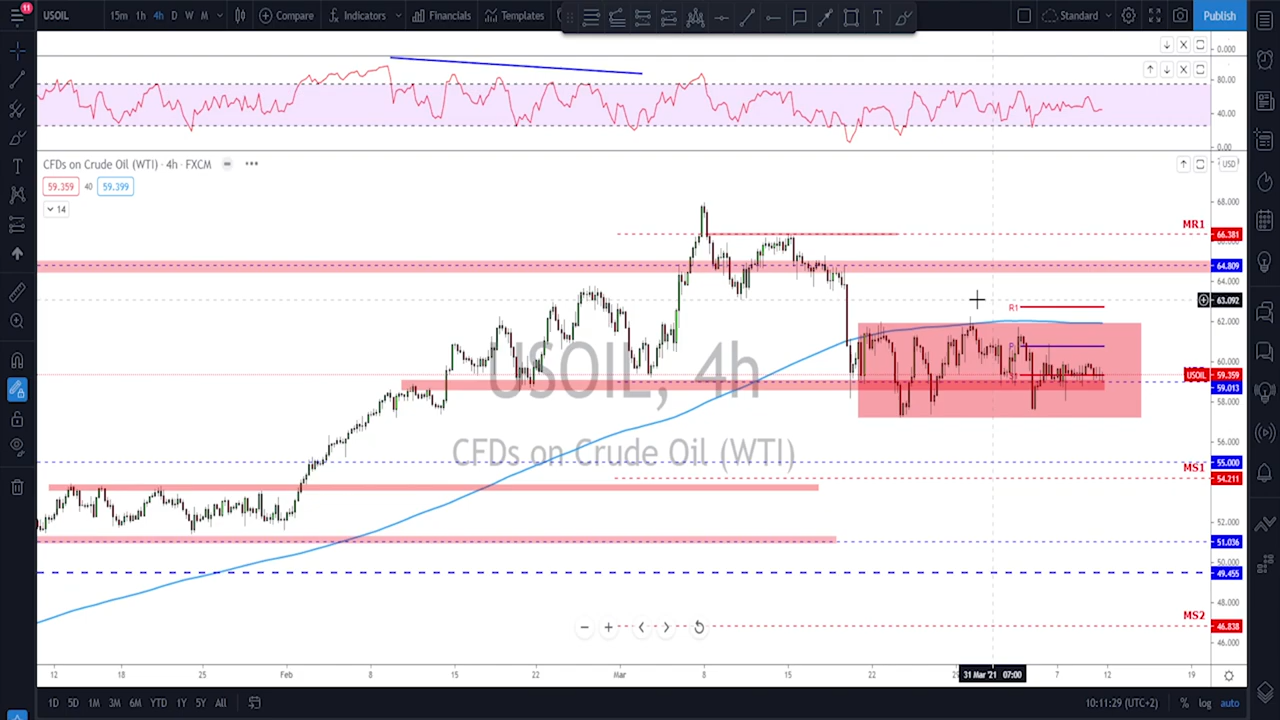 11
USOIL 15m 1h 4h D W M Compare Indicators Financials Templates Standard Publish
0.000
80.00
40.00
0.00
CFDs on Crude Oil (WTI) · 4h · FXCM
USD
59.359 40 59.399
14
68.000
MR1 66.381
64.809
64.000
63.092
R1
62.000
60.000
USOIL 59.359
59.013
58.000
USOIL, 4h
CFDs on Crude Oil (WTI)
56.000
55.000
MS1
54.211
52.000
51.036
50.000
49.455
48.000
MS2
46.838
46.000
12 18 25 Feb 8 15 22 Mar 8 15 22 31 Mar '21 07:00 7 12 19
1D 5D 1M 3M 6M YTD 1Y 5Y All 10:11:29 (UTC+2) % log auto